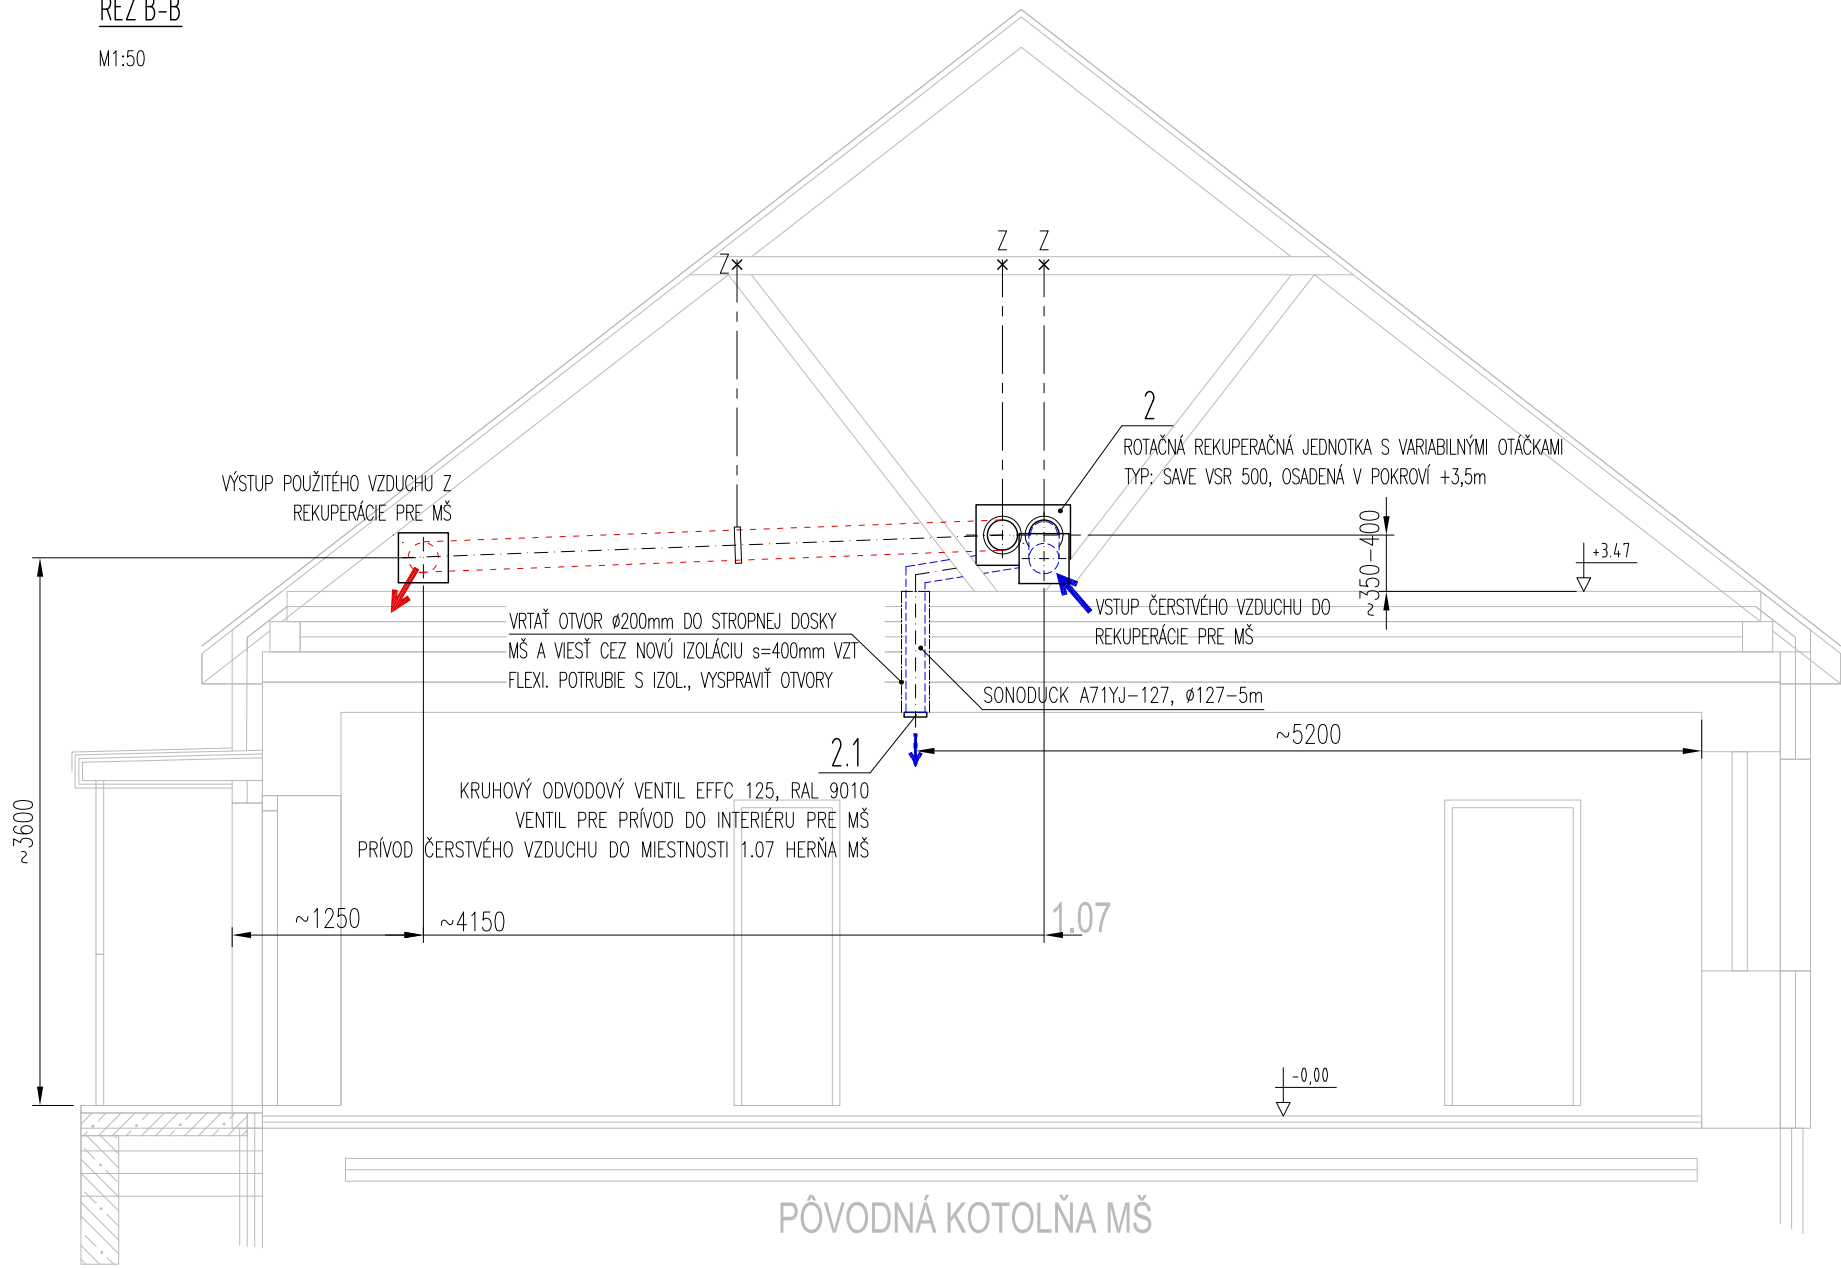 REZ B-B
M1:50
Z
Z
Z
2
ROTAČNÁ REKUPERAČNÁ JEDNOTKA S VARIABILNÝMI OTÁČKAMI
TYP: SAVE VSR 500, OSADENÁ V POKROVÍ +3,5m
VÝSTUP POUŽITÉHO VZDUCHU Z
REKUPERÁCIE PRE MŠ
~350-400
+3.47
VSTUP ČERSTVÉHO VZDUCHU DO
REKUPERÁCIE PRE MŠ
VRTAŤ OTVOR ø200mm DO STROPNEJ DOSKY
MŠ A VIESŤ CEZ NOVÚ IZOLÁCIU s=400mm VZT
FLEXI. POTRUBIE S IZOL., VYSPRAVIŤ OTVORY
SONODUCK A71YJ-127, ø127-5m
~5200
2.1
KRUHOVÝ ODVODOVÝ VENTIL EFFC 125, RAL 9010
VENTIL PRE PRÍVOD DO INTERIÉRU PRE MŠ
PRÍVOD ČERSTVÉHO VZDUCHU DO MIESTNOSTI 1.07 HERŇA MŠ
~3600
~1250
~4150
1.07
-0,00
PÔVODNÁ KOTOLŇA MŠ